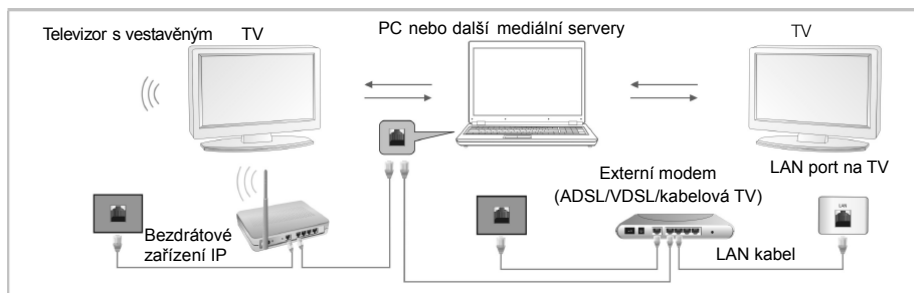 Televizor s vestavěným TV
PC nebo další mediální servery
TV
LAN port na TV
Externí modem
(ADSL/VDSL/kabelová TV)
LAN
Bezdrátové
zařízení IP
LAN kabel